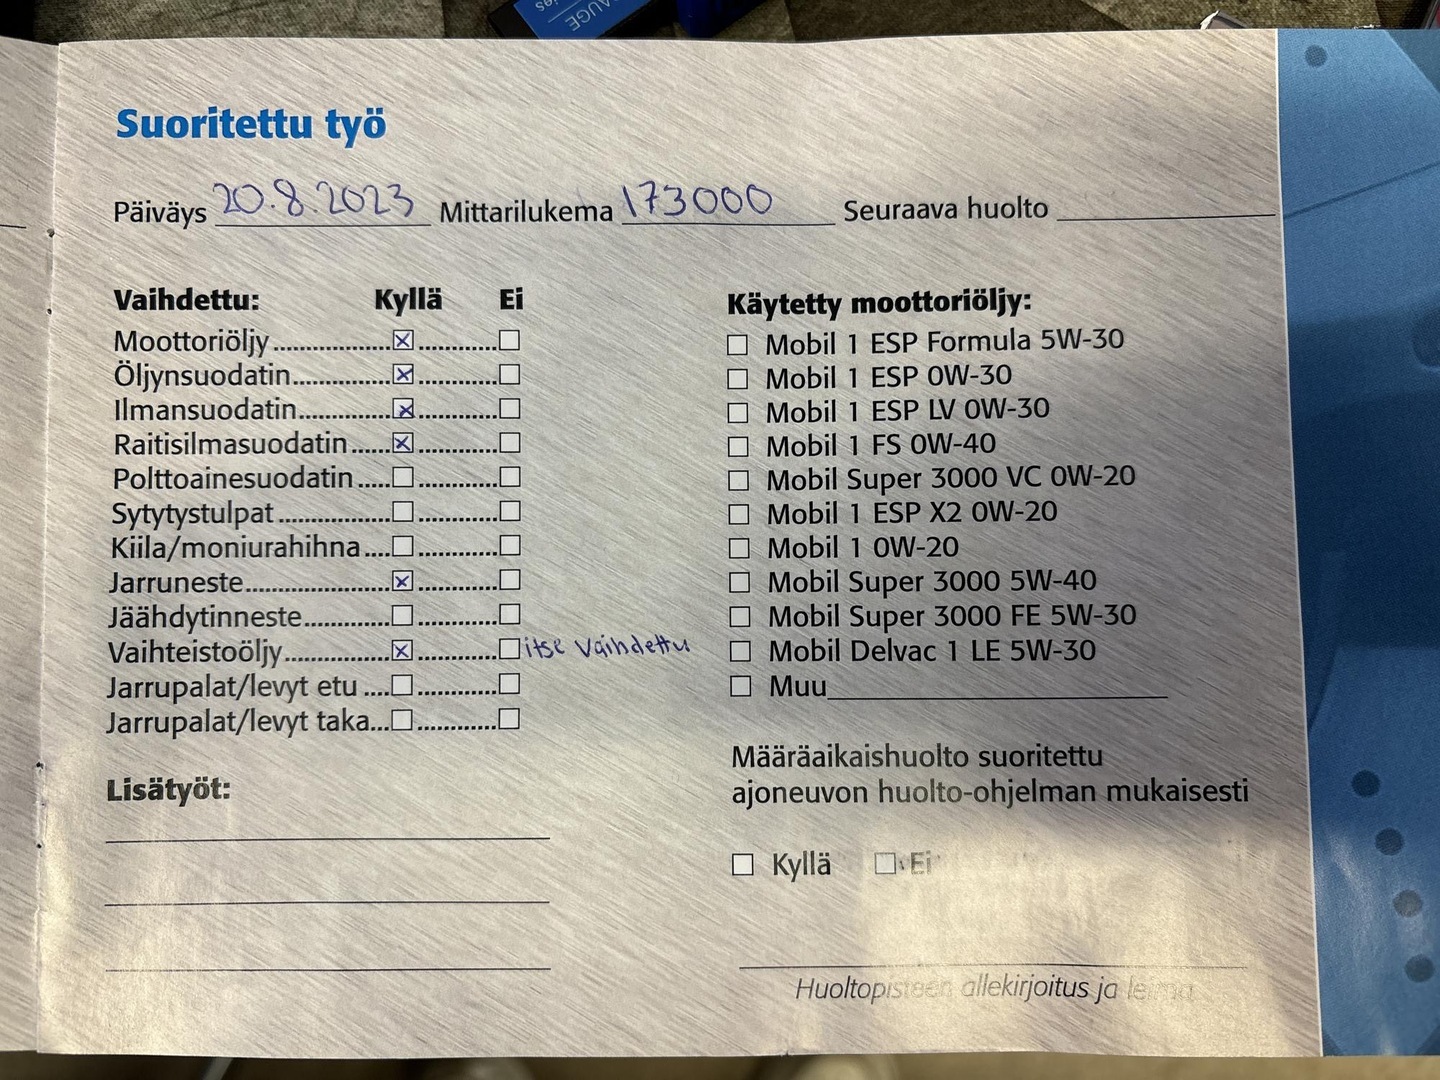 AUGE
Suoritettu työ
Päiväys 20.8.2023 Mittarilukema 173000 Seuraava huolto
Vaihdettu: Kyllä Ei
Moottoriöljy
Öljynsuodatin
Ilmansuodatin
Raitisilmasuodatin
Polttoainesuodatin
Sytytystulpat
Kiila/moniurahihna
Jarruneste
Jäähdytinneste
Vaihteistoöljy itse vaihdettu
Jarrupalat/levyt etu
Jarrupalat/levyt taka
Lisätyöt:
Käytetty moottoriöljy:
Mobil 1 ESP Formula 5W-30
Mobil 1 ESP 0W-30
Mobil 1 ESP LV 0W-30
Mobil 1 FS 0W-40
Mobil Super 3000 VC 0W-20
Mobil 1 ESP X2 0W-20
Mobil 1 0W-20
Mobil Super 3000 5W-40
Mobil Super 3000 FE 5W-30
Mobil Delvac 1 LE 5W-30
Muu
Määräaikaishuolto suoritettu
ajoneuvon huolto-ohjelman mukaisesti
Kyllä Ei
Huoltopisteen allekirjoitus ja leima